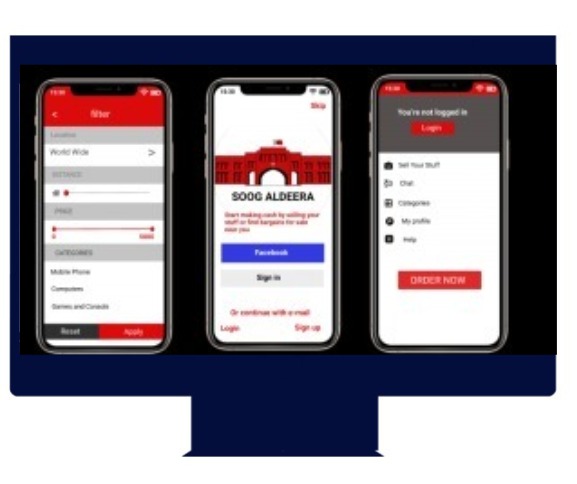 15:30
< filter
Location
World Wide >
DISTANCE
all
PRICE
0 5000
CATEGORIES
Mobile Phone
Computers
Games and Console
Reset Apply
15:30
Skip
SOOG ALDEERA
Start making cash by selling your
stuff or find bargains for sale
near you
Facebook
Sign in
Or continue with e-mail
Login Sign up
15:30
You're not logged in
Login
Sell Your Stuff
Chat
Categories
My profile
Help
ORDER NOW